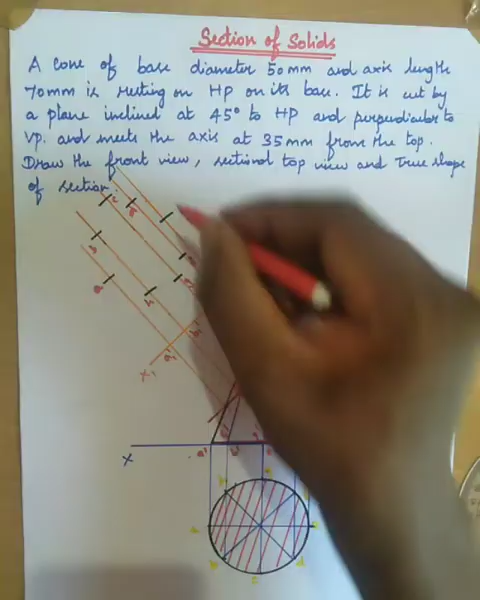 Section of Solids
A Cone of base diameter 50mm and axis length
70mm is resting on HP on its base. It is cut by
a plane inclined at 45° to HP and perpendicular to
VP. and meets the axis at 35mm from the top.
Draw the front view, sectional top view and True shape
of section.
X₁
X
a'